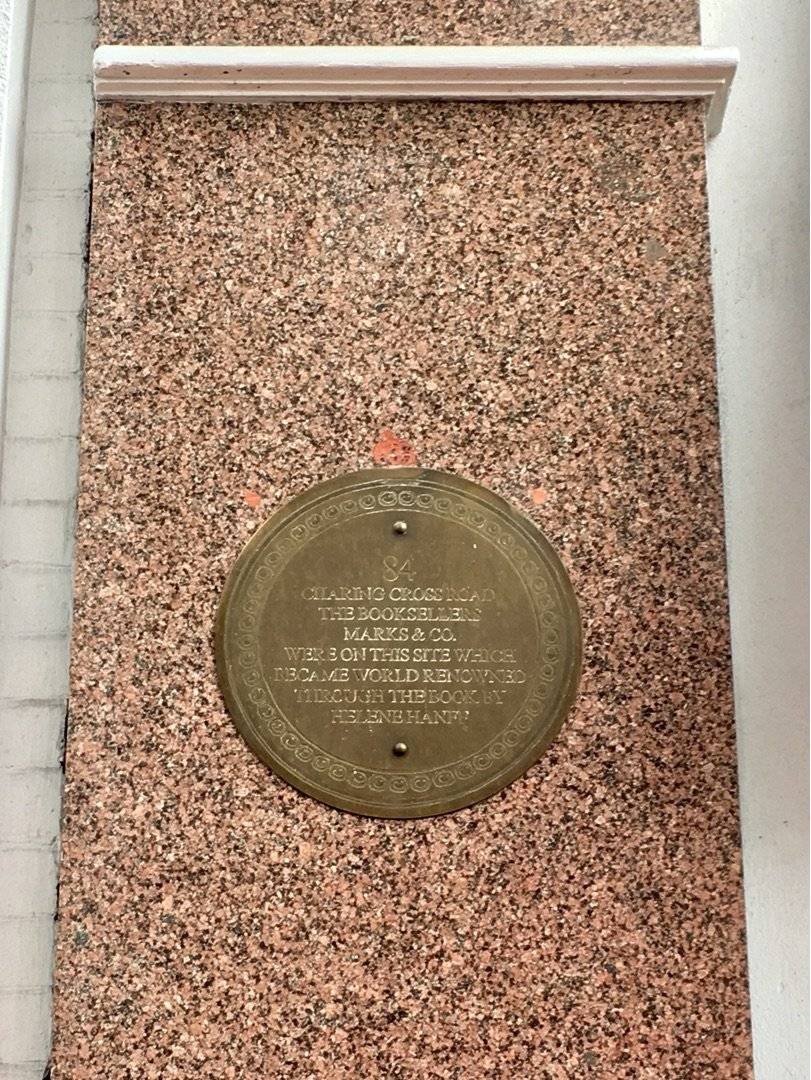 84
CHARING CROSS ROAD
THE BOOKSELLERS
MARKS & CO.
WERE ON THIS SITE WHICH
BECAME WORLD RENOWNED
THROUGH THE BOOK BY
HELENE HANFF